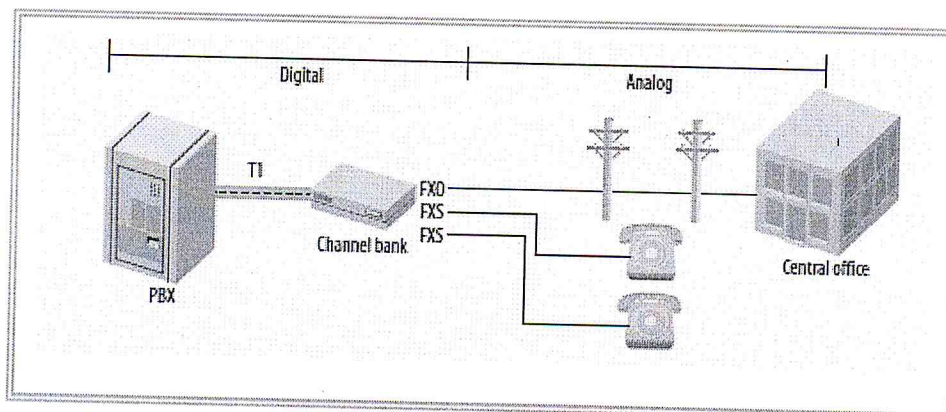 Digital
Analog
T1
FXO
FXS
FXS
Channel bank
PBX
Central office